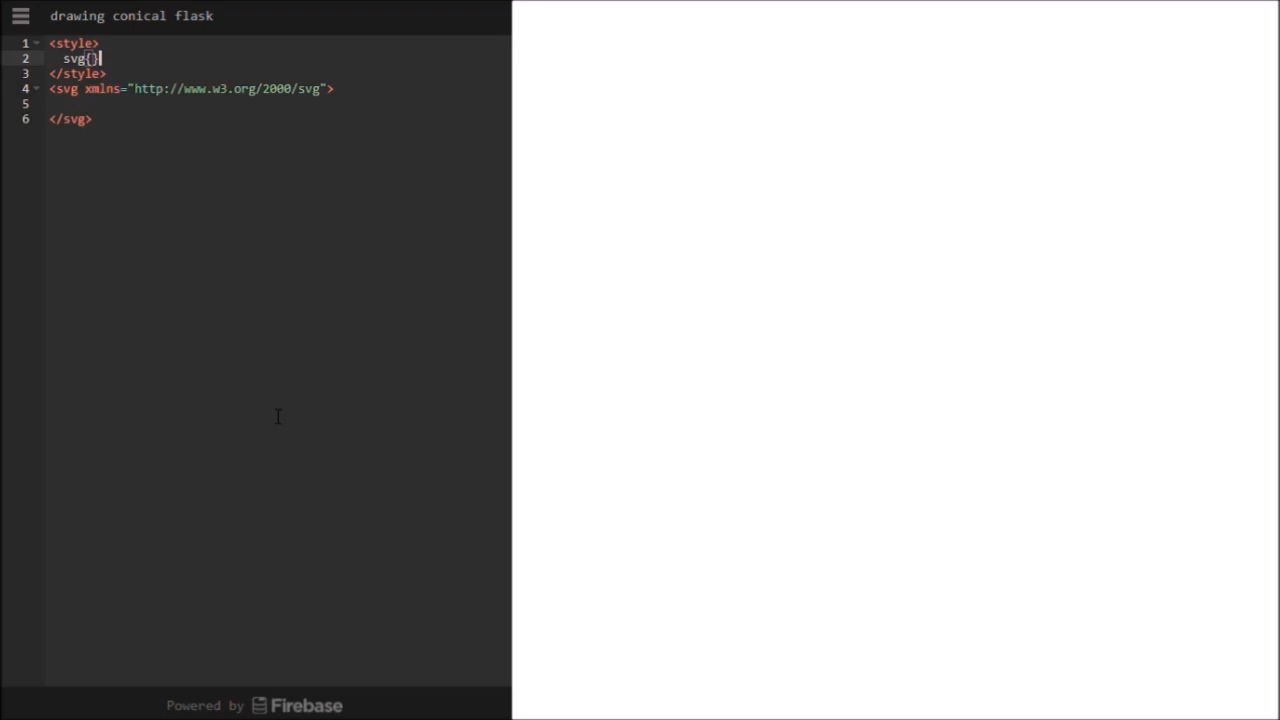 drawing conical flask
1 <style>
2 svg{}
3 </style>
4 <svg xmlns="http://www.w3.org/2000/svg">
5
6 </svg>
Powered by Firebase